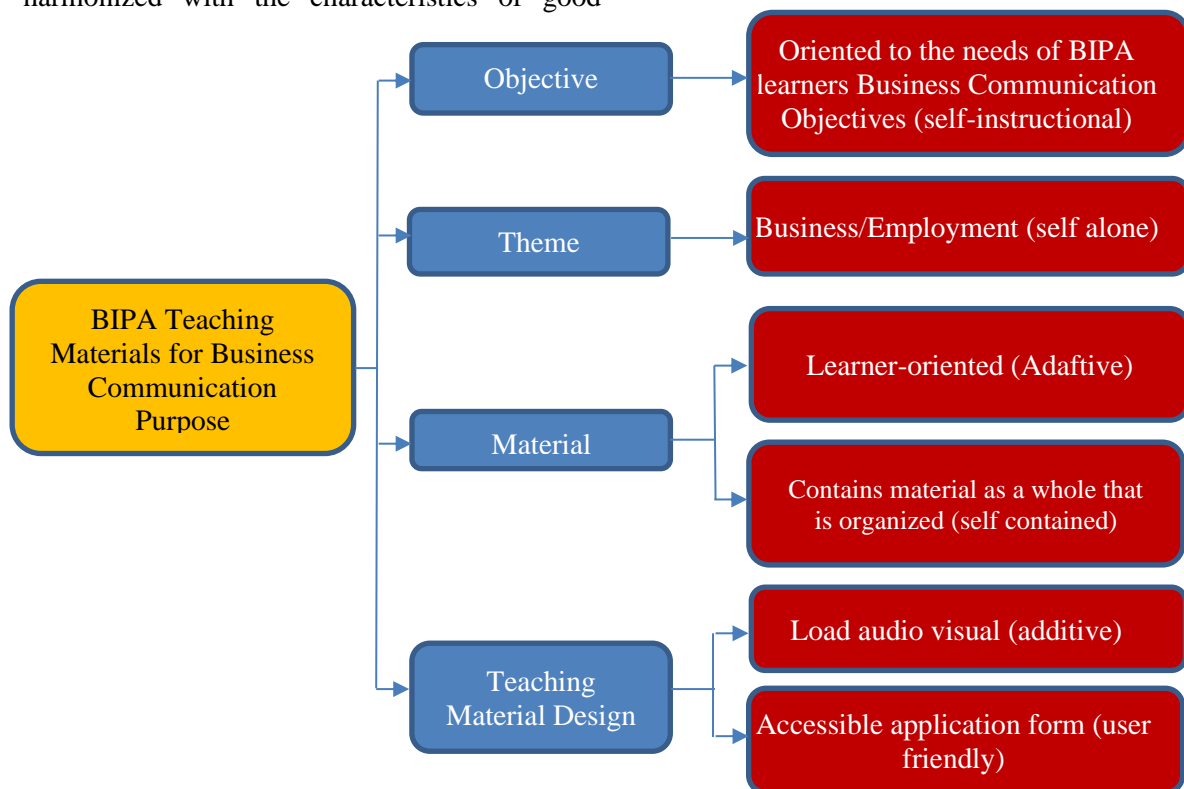 harmonized with the characteristics of good
Objective
Oriented to the needs of BIPA
learners Business Communication
Objectives (self-instructional)
Theme
Business/Employment (self alone)
BIPA Teaching
Materials for Business
Communication
Purpose
Material
Learner-oriented (Adaftive)
Contains material as a whole that
is organized (self contained)
Teaching
Material Design
Load audio visual (additive)
Accessible application form (user
friendly)